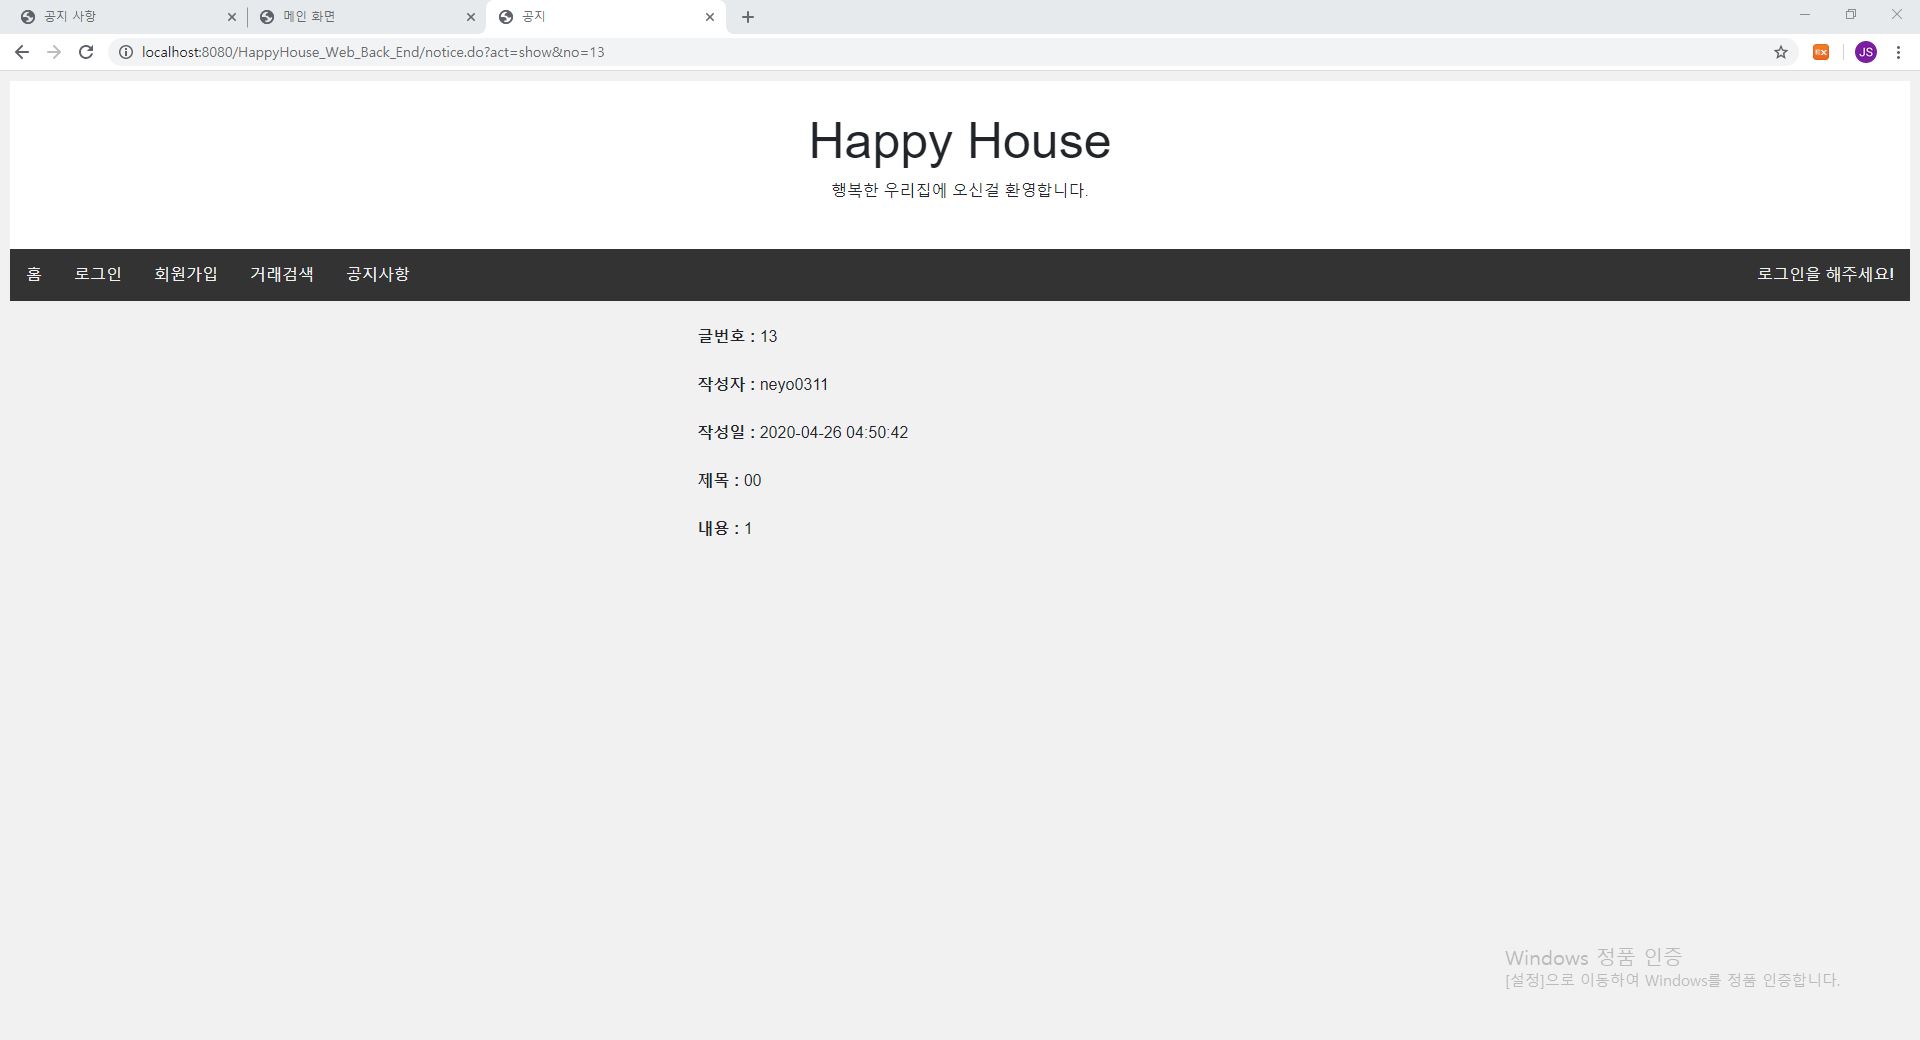 공지 사항
메인 화면
공지
localhost:8080/HappyHouse_Web_Back_End/notice.do?act=show&no=13
JS
Happy House
행복한 우리집에 오신걸 환영합니다.
홈 로그인 회원가입 거래검색 공지사항 로그인을 해주세요!
글번호 : 13
작성자 : neyo0311
작성일 : 2020-04-26 04:50:42
제목 : 00
내용 : 1
Windows 정품 인증
[설정]으로 이동하여 Windows를 정품 인증합니다.